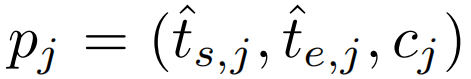 p_j = (\hat{t}_{s,j}, \hat{t}_{e,j}, c_j)